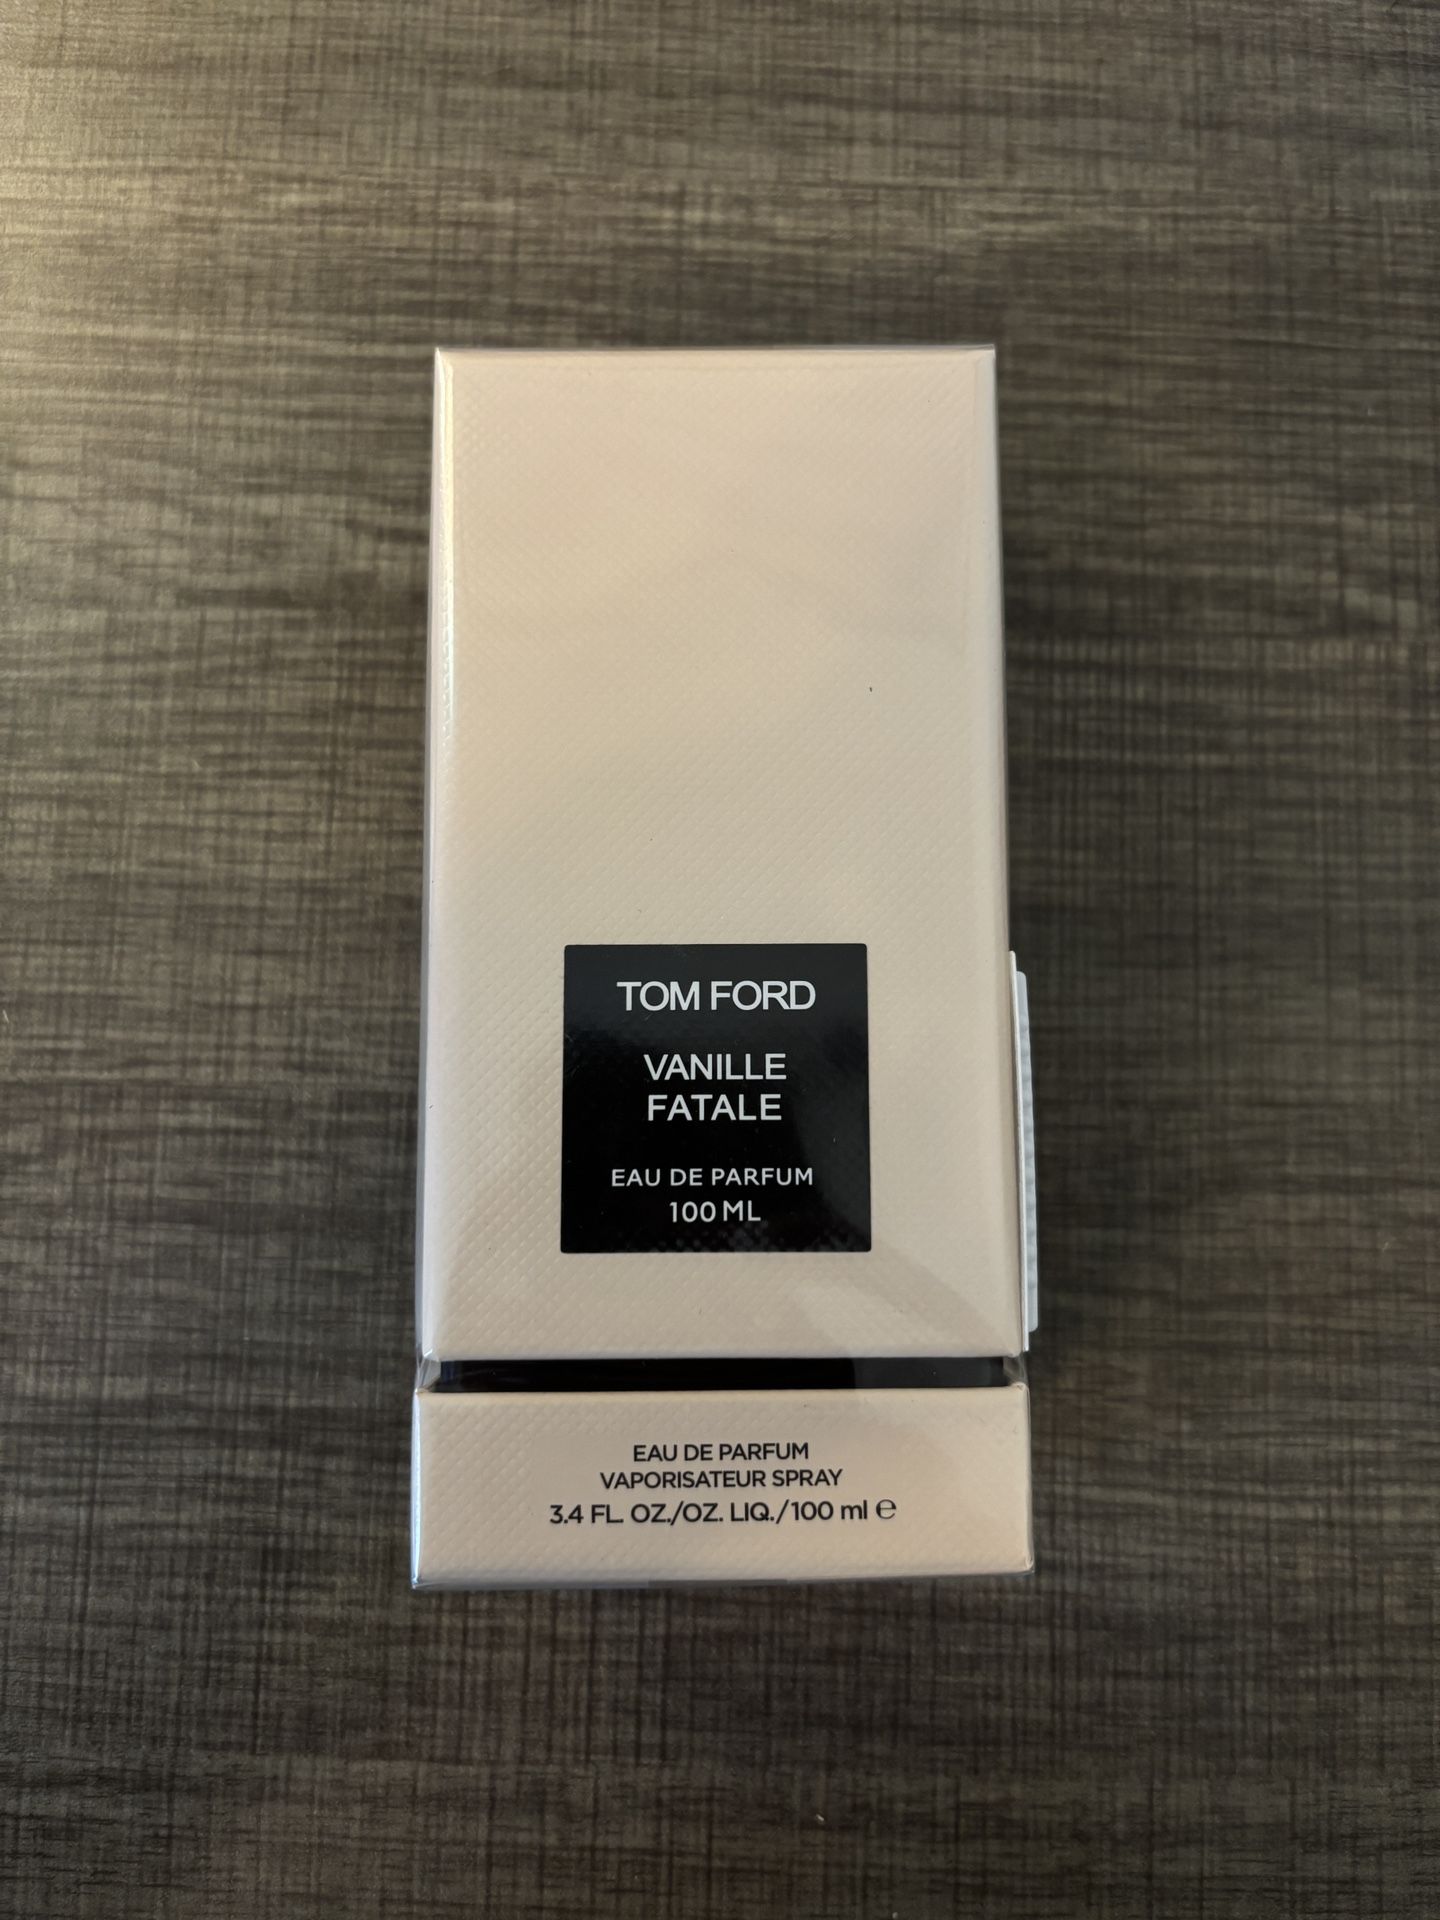 TOM FORD
VANILLE
FATALE
EAU DE PARFUM
100 ML
EAU DE PARFUM
VAPORISATEUR SPRAY
3.4 FL. OZ./OZ. LIQ./100 ml ℮